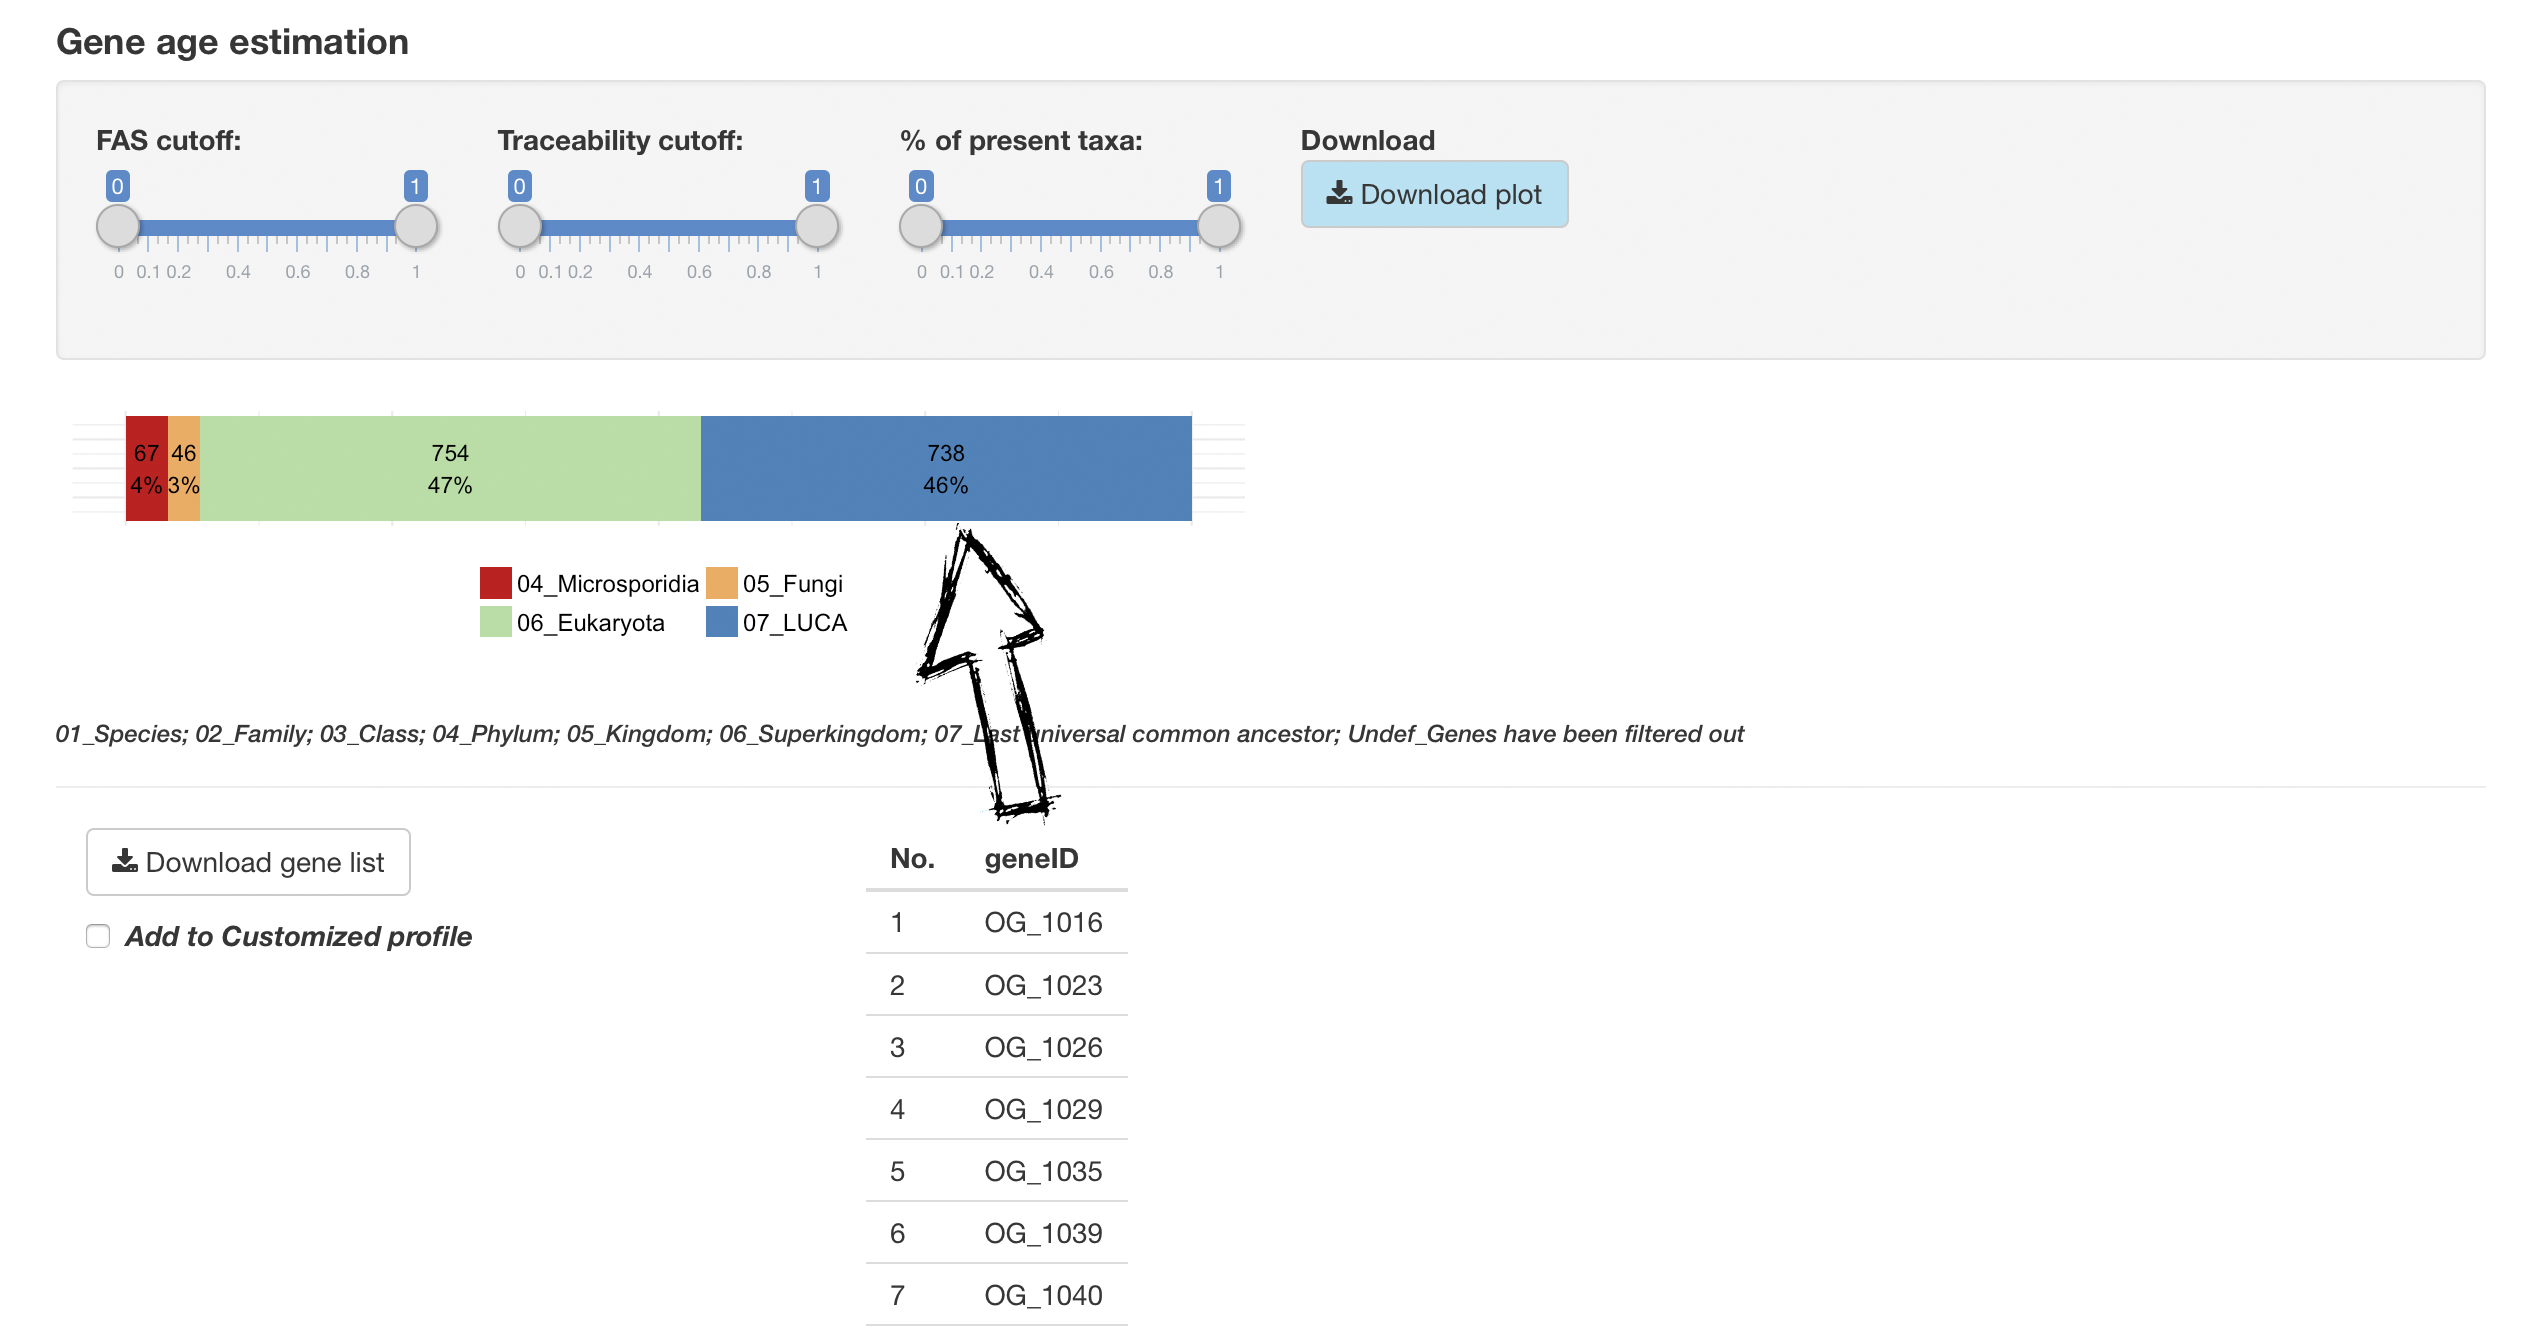 Gene age estimation
FAS cutoff: Traceability cutoff: % of present taxa: Download
0 1 0 1 0 1 Download plot
0 0.1 0.2 0.4 0.6 0.8 1 0 0.1 0.2 0.4 0.6 0.8 1 0 0.1 0.2 0.4 0.6 0.8 1
67 46 754 738
4% 3% 47% 46%
04_Microsporidia 05_Fungi
06_Eukaryota 07_LUCA
01_Species; 02_Family; 03_Class; 04_Phylum; 05_Kingdom; 06_Superkingdom; 07_Last universal common ancestor; Undef_Genes have been filtered out
Download gene list
Add to Customized profile
No. geneID
1 OG_1016
2 OG_1023
3 OG_1026
4 OG_1029
5 OG_1035
6 OG_1039
7 OG_1040